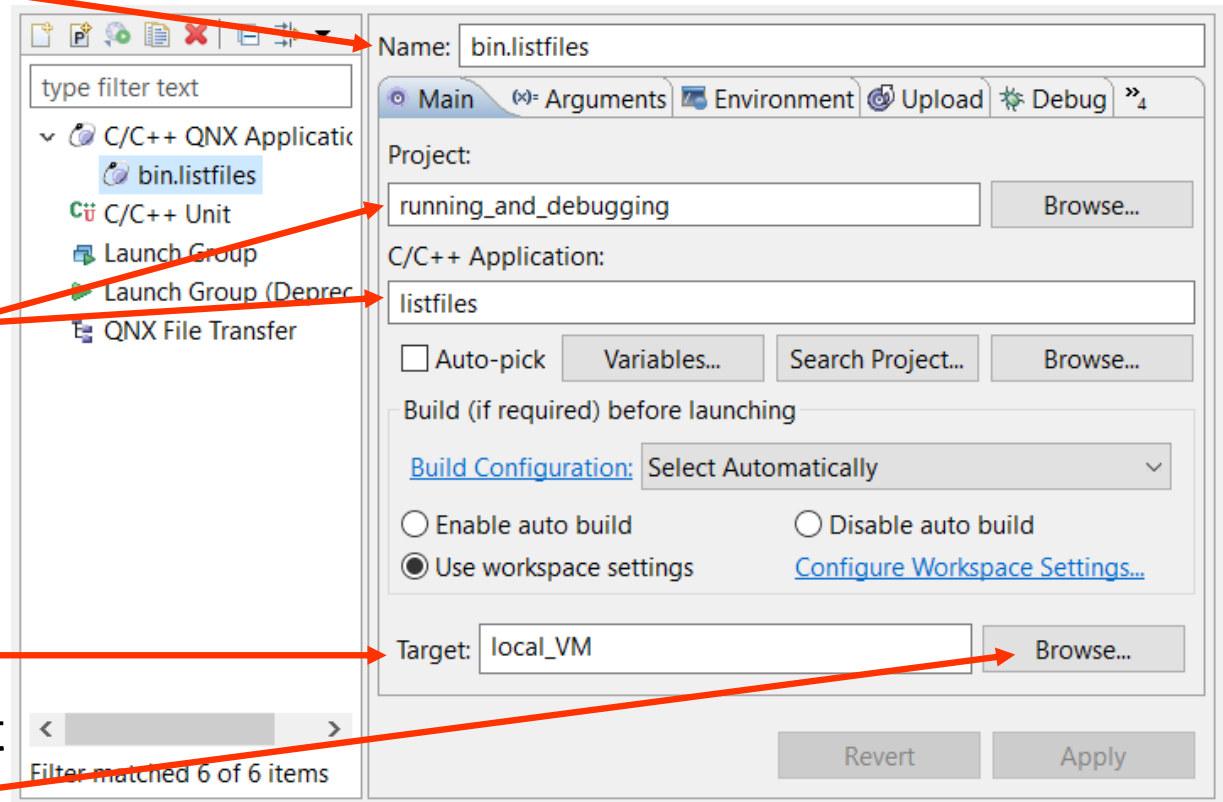 Name: bin.listfiles
type filter text
Main (x)= Arguments Environment Upload Debug »4
C/C++ QNX Applicatic
bin.listfiles
C/C++ Unit
Launch Group
Launch Group (Deprec
QNX File Transfer
Project:
running_and_debugging Browse...
C/C++ Application:
listfiles
Auto-pick Variables... Search Project... Browse...
Build (if required) before launching
Build Configuration: Select Automatically
Enable auto build Disable auto build
Use workspace settings Configure Workspace Settings...
Target: local_VM Browse...
Revert Apply
Filter matched 6 of 6 items